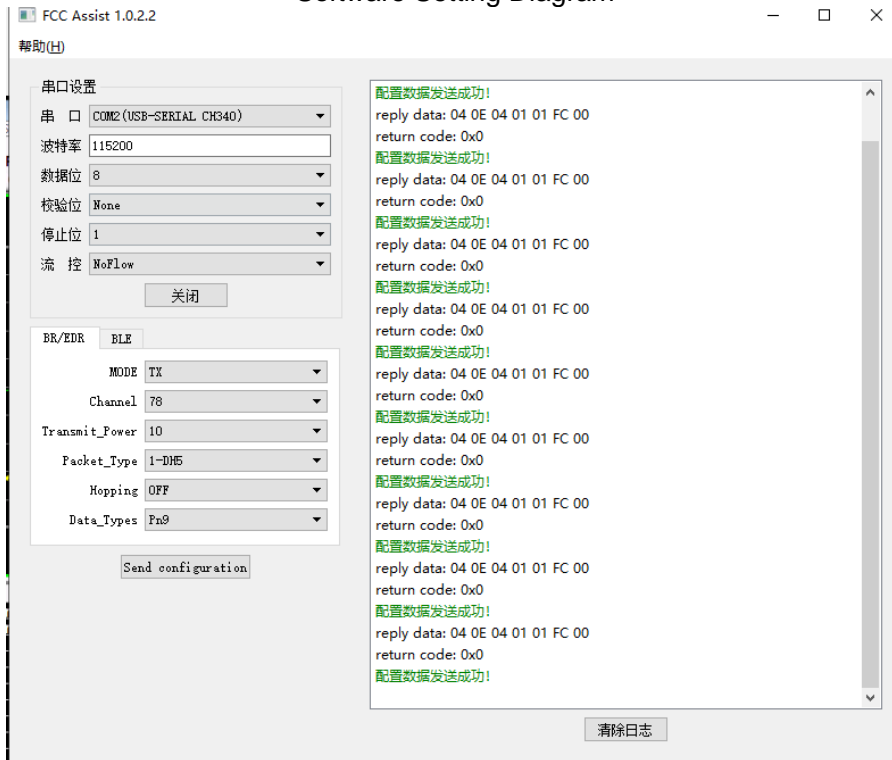 Software Setting Diagram
FCC Assist 1.0.2.2
帮助(H)
串口设置
串 口 COM2(USB-SERIAL CH340)
波特率 115200
数据位 8
校验位 None
停止位 1
流 控 NoFlow
关闭
BR/EDR BLE
MODE TX
Channel 78
Transmit_Power 10
Packet_Type 1-DH5
Hopping OFF
Data_Types Pn9
Send configuration
配置数据发送成功!
reply data: 04 0E 04 01 01 FC 00
return code: 0x0
配置数据发送成功!
reply data: 04 0E 04 01 01 FC 00
return code: 0x0
配置数据发送成功!
reply data: 04 0E 04 01 01 FC 00
return code: 0x0
配置数据发送成功!
reply data: 04 0E 04 01 01 FC 00
return code: 0x0
配置数据发送成功!
reply data: 04 0E 04 01 01 FC 00
return code: 0x0
配置数据发送成功!
reply data: 04 0E 04 01 01 FC 00
return code: 0x0
配置数据发送成功!
reply data: 04 0E 04 01 01 FC 00
return code: 0x0
配置数据发送成功!
reply data: 04 0E 04 01 01 FC 00
return code: 0x0
配置数据发送成功!
reply data: 04 0E 04 01 01 FC 00
return code: 0x0
配置数据发送成功!
清除日志